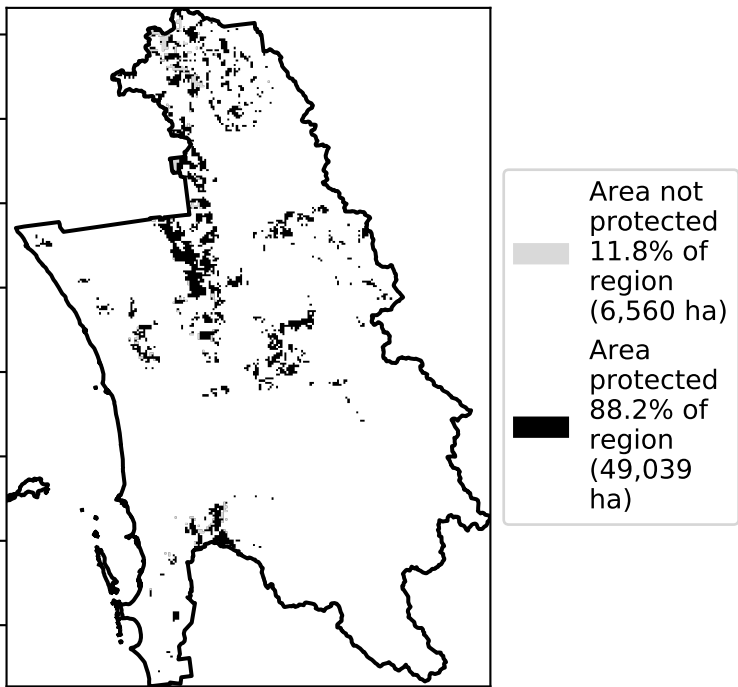 Area not
protected
11.8% of
region
(6,560 ha)
Area
protected
88.2% of
region
(49,039
ha)